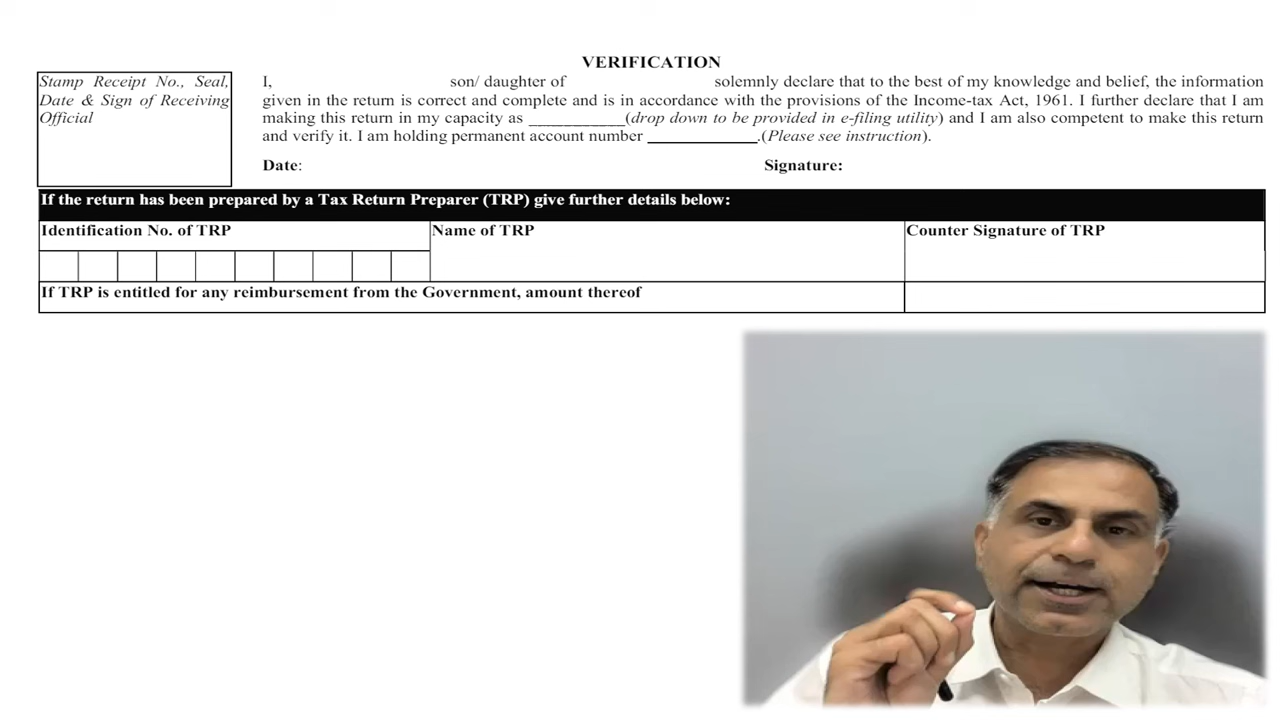 VERIFICATION
Stamp Receipt No., Seal,
Date & Sign of Receiving
Official
I, son/ daughter of solemnly declare that to the best of my knowledge and belief, the information
given in the return is correct and complete and is in accordance with the provisions of the Income-tax Act, 1961. I further declare that I am
making this return in my capacity as ___________(drop down to be provided in e-filing utility) and I am also competent to make this return
and verify it. I am holding permanent account number ____________.(Please see instruction).
Date: Signature:
If the return has been prepared by a Tax Return Preparer (TRP) give further details below:
Identification No. of TRP Name of TRP Counter Signature of TRP
If TRP is entitled for any reimbursement from the Government, amount thereof